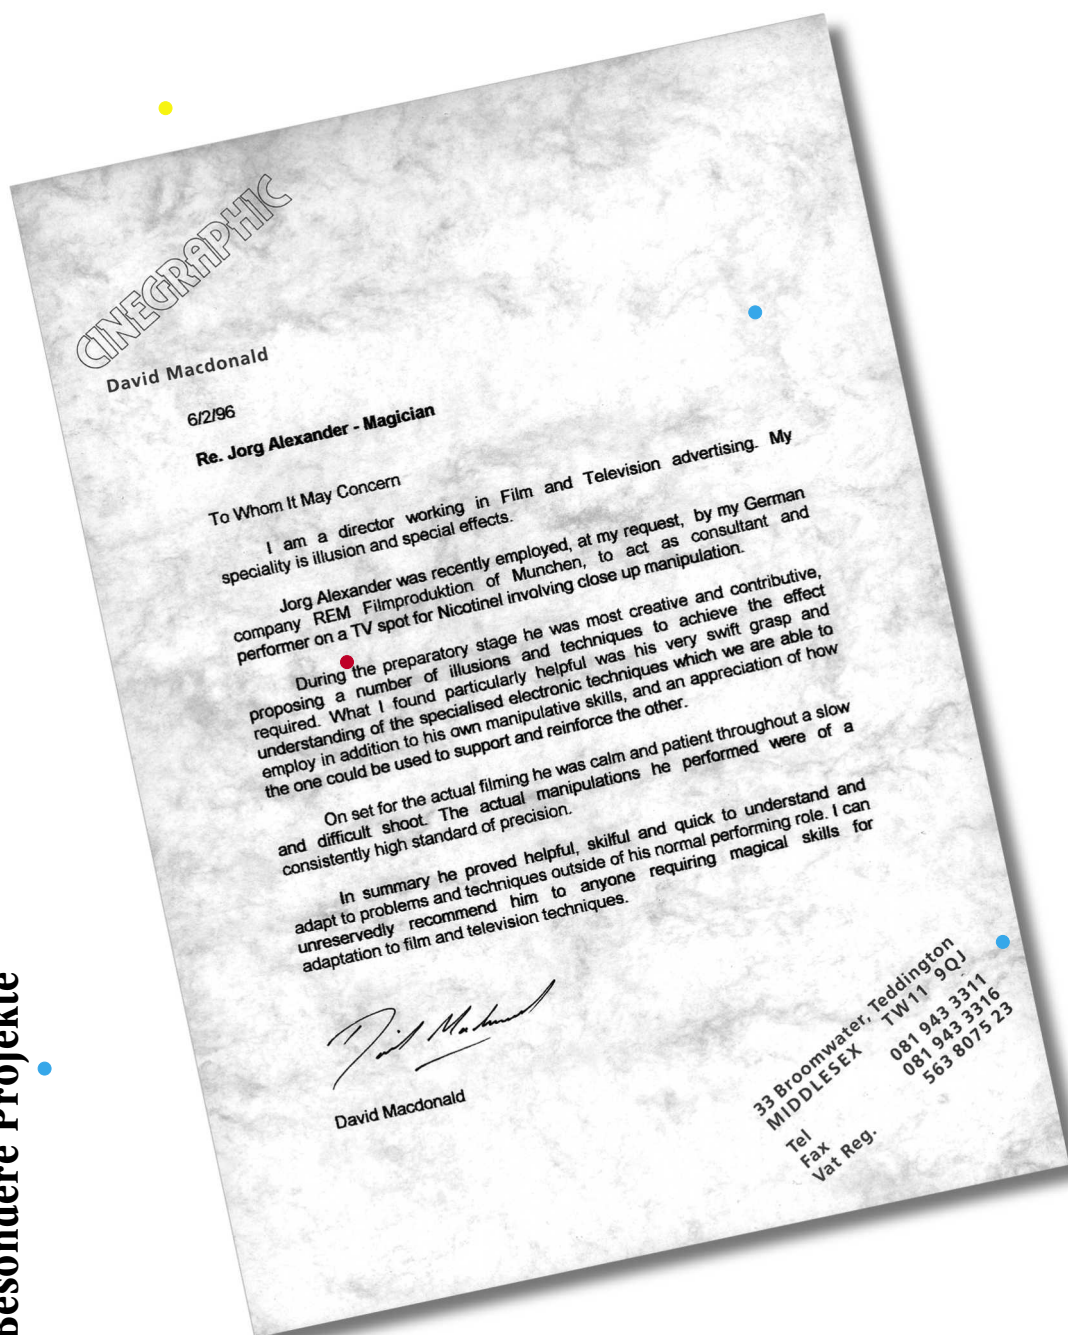 CINEGRAPHIC
David Macdonald
6/2/96
Re. Jorg Alexander - Magician
To Whom It May Concern
I am a director working in Film and Television advertising. My
speciality is illusion and special effects.
Jorg Alexander was recently employed, at my request, by my German
company REM Filmproduktion of Munchen, to act as consultant and
performer on a TV spot for Nicotinel involving close up manipulation.
During the preparatory stage he was most creative and contributive,
proposing a number of illusions and techniques to achieve the effect
required. What I found particularly helpful was his very swift grasp and
understanding of the specialised electronic techniques which we are able to
employ in addition to his own manipulative skills, and an appreciation of how
the one could be used to support and reinforce the other.
On set for the actual filming he was calm and patient throughout a slow
and difficult shoot. The actual manipulations he performed were of a
consistently high standard of precision.
In summary he proved helpful, skilful and quick to understand and
adapt to problems and techniques outside of his normal performing role. I can
unreservedly recommend him to anyone requiring magical skills for
adaptation to film and television techniques.
David Macdonald
33 Broomwater, Teddington
MIDDLESEX TW11 9QJ
Tel 081 943 3311
Fax 081 943 3316
Vat Reg. 563 8075 23
Besondere Projekte